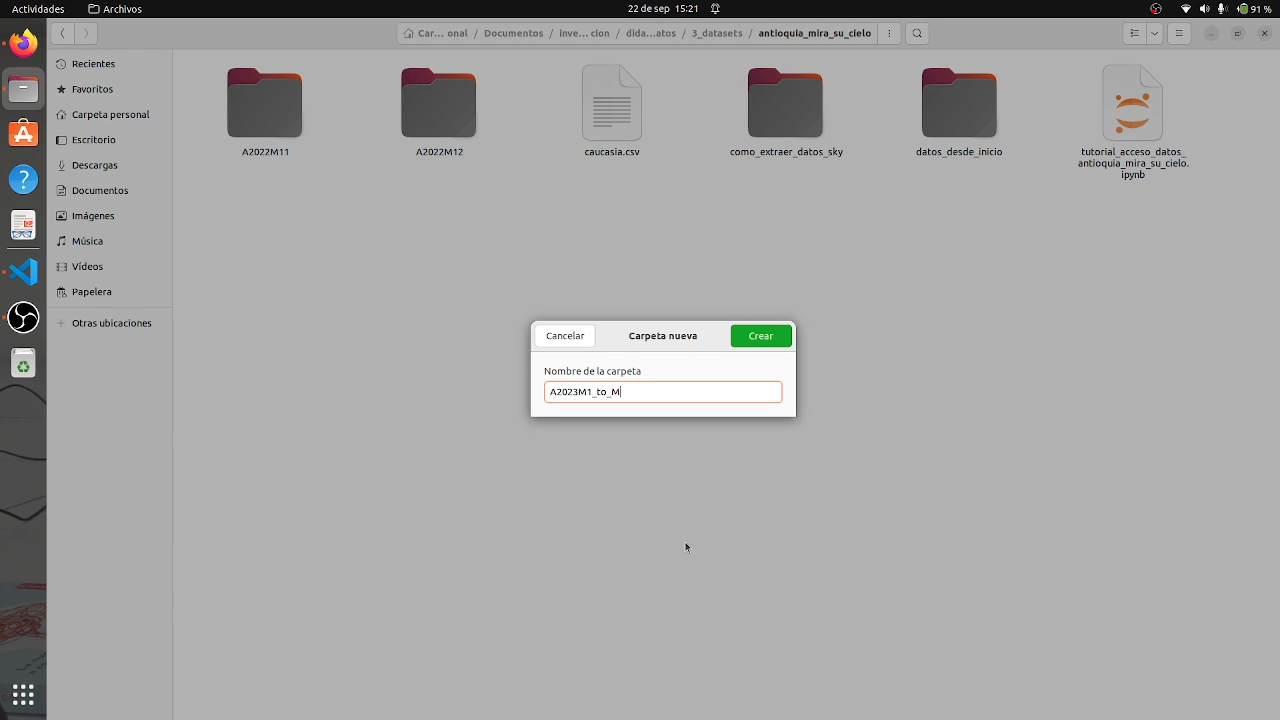 Actividades
Archivos
22 de sep 15:21
91 %
Car... onal / Documentos / inve... cion / dida...atos / 3_datasets / antioquia_mira_su_cielo
Recientes
Favoritos
Carpeta personal
Escritorio
Descargas
Documentos
Imágenes
Música
Vídeos
Papelera
Otras ubicaciones
A2022M11
A2022M12
caucasia.csv
como_extraer_datos_sky
datos_desde_inicio
tutorial_acceso_datos_
antioquia_mira_su_cielo.
ipynb
Cancelar
Carpeta nueva
Crear
Nombre de la carpeta
A2023M1_to_M